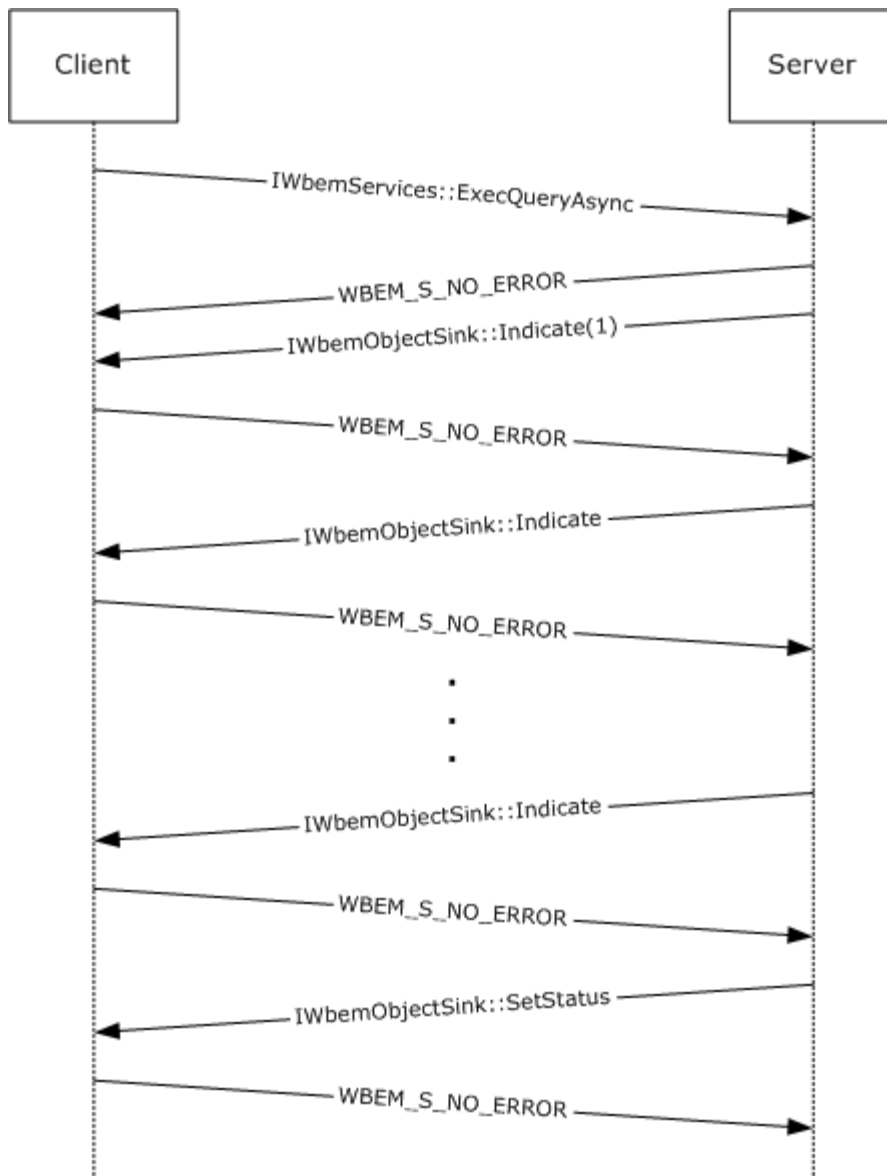 Client
Server
IWbemServices::ExecQueryAsync
WBEM_S_NO_ERROR
IWbemObjectSink::Indicate(1)
WBEM_S_NO_ERROR
IWbemObjectSink::Indicate
WBEM_S_NO_ERROR
.
.
.
IWbemObjectSink::Indicate
WBEM_S_NO_ERROR
IWbemObjectSink::SetStatus
WBEM_S_NO_ERROR